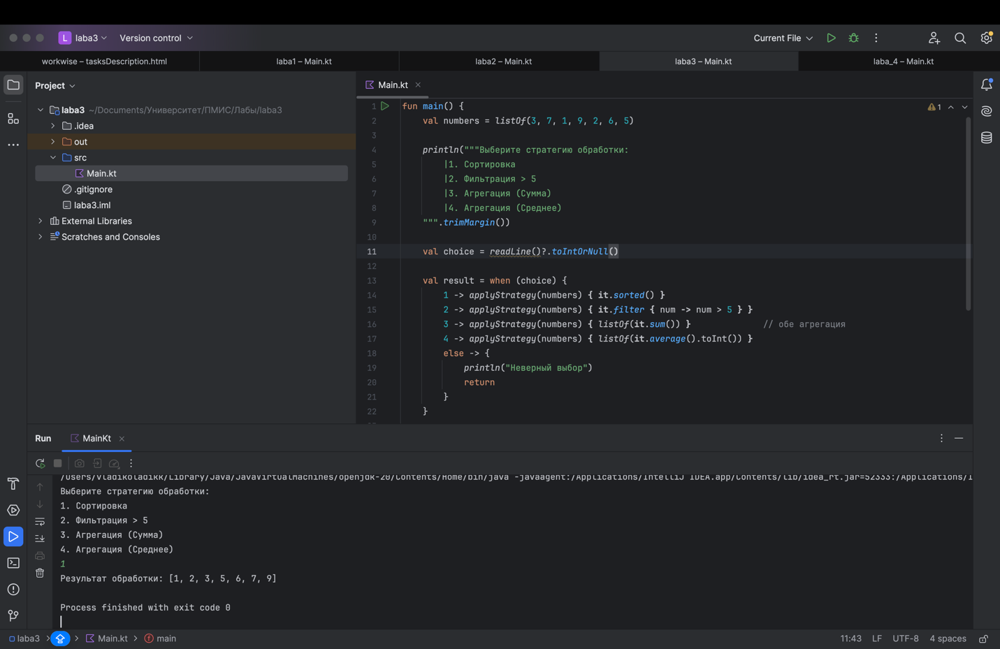 L laba3 Version control Current File
workwise – tasksDescription.html laba1 – Main.kt laba2 – Main.kt laba3 – Main.kt laba_4 – Main.kt
Project
laba3 ~/Documents/Университет/ПМИС/Лабы/laba3
.idea
out
src
Main.kt
.gitignore
laba3.iml
External Libraries
Scratches and Consoles
Main.kt
1 fun main() {
1
2 val numbers = listOf(3, 7, 1, 9, 2, 6, 5)
3
4 println("""Выберите стратегию обработки:
5 |1. Сортировка
6 |2. Фильтрация > 5
7 |3. Агрегация (Сумма)
8 |4. Агрегация (Среднее)
9 """.trimMargin())
10
11 val choice = readLine()?.toIntOrNull()
12
13 val result = when (choice) {
14 1 -> applyStrategy(numbers) { it.sorted() }
15 2 -> applyStrategy(numbers) { it.filter { num -> num > 5 } }
16 3 -> applyStrategy(numbers) { listOf(it.sum()) } // обе агрегация
17 4 -> applyStrategy(numbers) { listOf(it.average().toInt()) }
18 else -> {
19 println("Неверный выбор")
20 return
21 }
22 }
Run MainKt
/Users/vladikoladikk/Library/Java/JavaVirtualMachines/openjdk-20/Contents/Home/bin/java -javaagent:/Applications/IntelliJ IDEA.app/Contents/lib/idea_rt.jar=52333:/Applications/I
Выберите стратегию обработки:
1. Сортировка
2. Фильтрация > 5
3. Агрегация (Сумма)
4. Агрегация (Среднее)
1
Результат обработки: [1, 2, 3, 5, 6, 7, 9]
Process finished with exit code 0
laba3 > > Main.kt > main 11:43 LF UTF-8 4 spaces